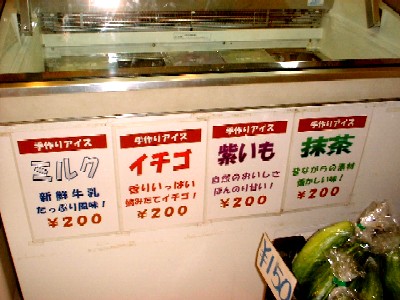 手作りアイス
ミルク
新鮮牛乳
たっぷり風味!
¥200
手作りアイス
イチゴ
香りいっぱい
摘みたてイチゴ!
¥200
手作りアイス
紫いも
自然のおいしさ
ほんのり甘い!
¥200
手作りアイス
抹茶
昔ながらの素材
懐かしい味!
¥200
¥150